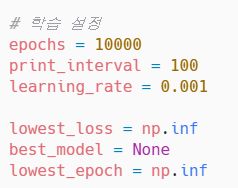 # 학습 설정
epochs = 10000
print_interval = 100
learning_rate = 0.001
lowest_loss = np.inf
best_model = None
lowest_epoch = np.inf